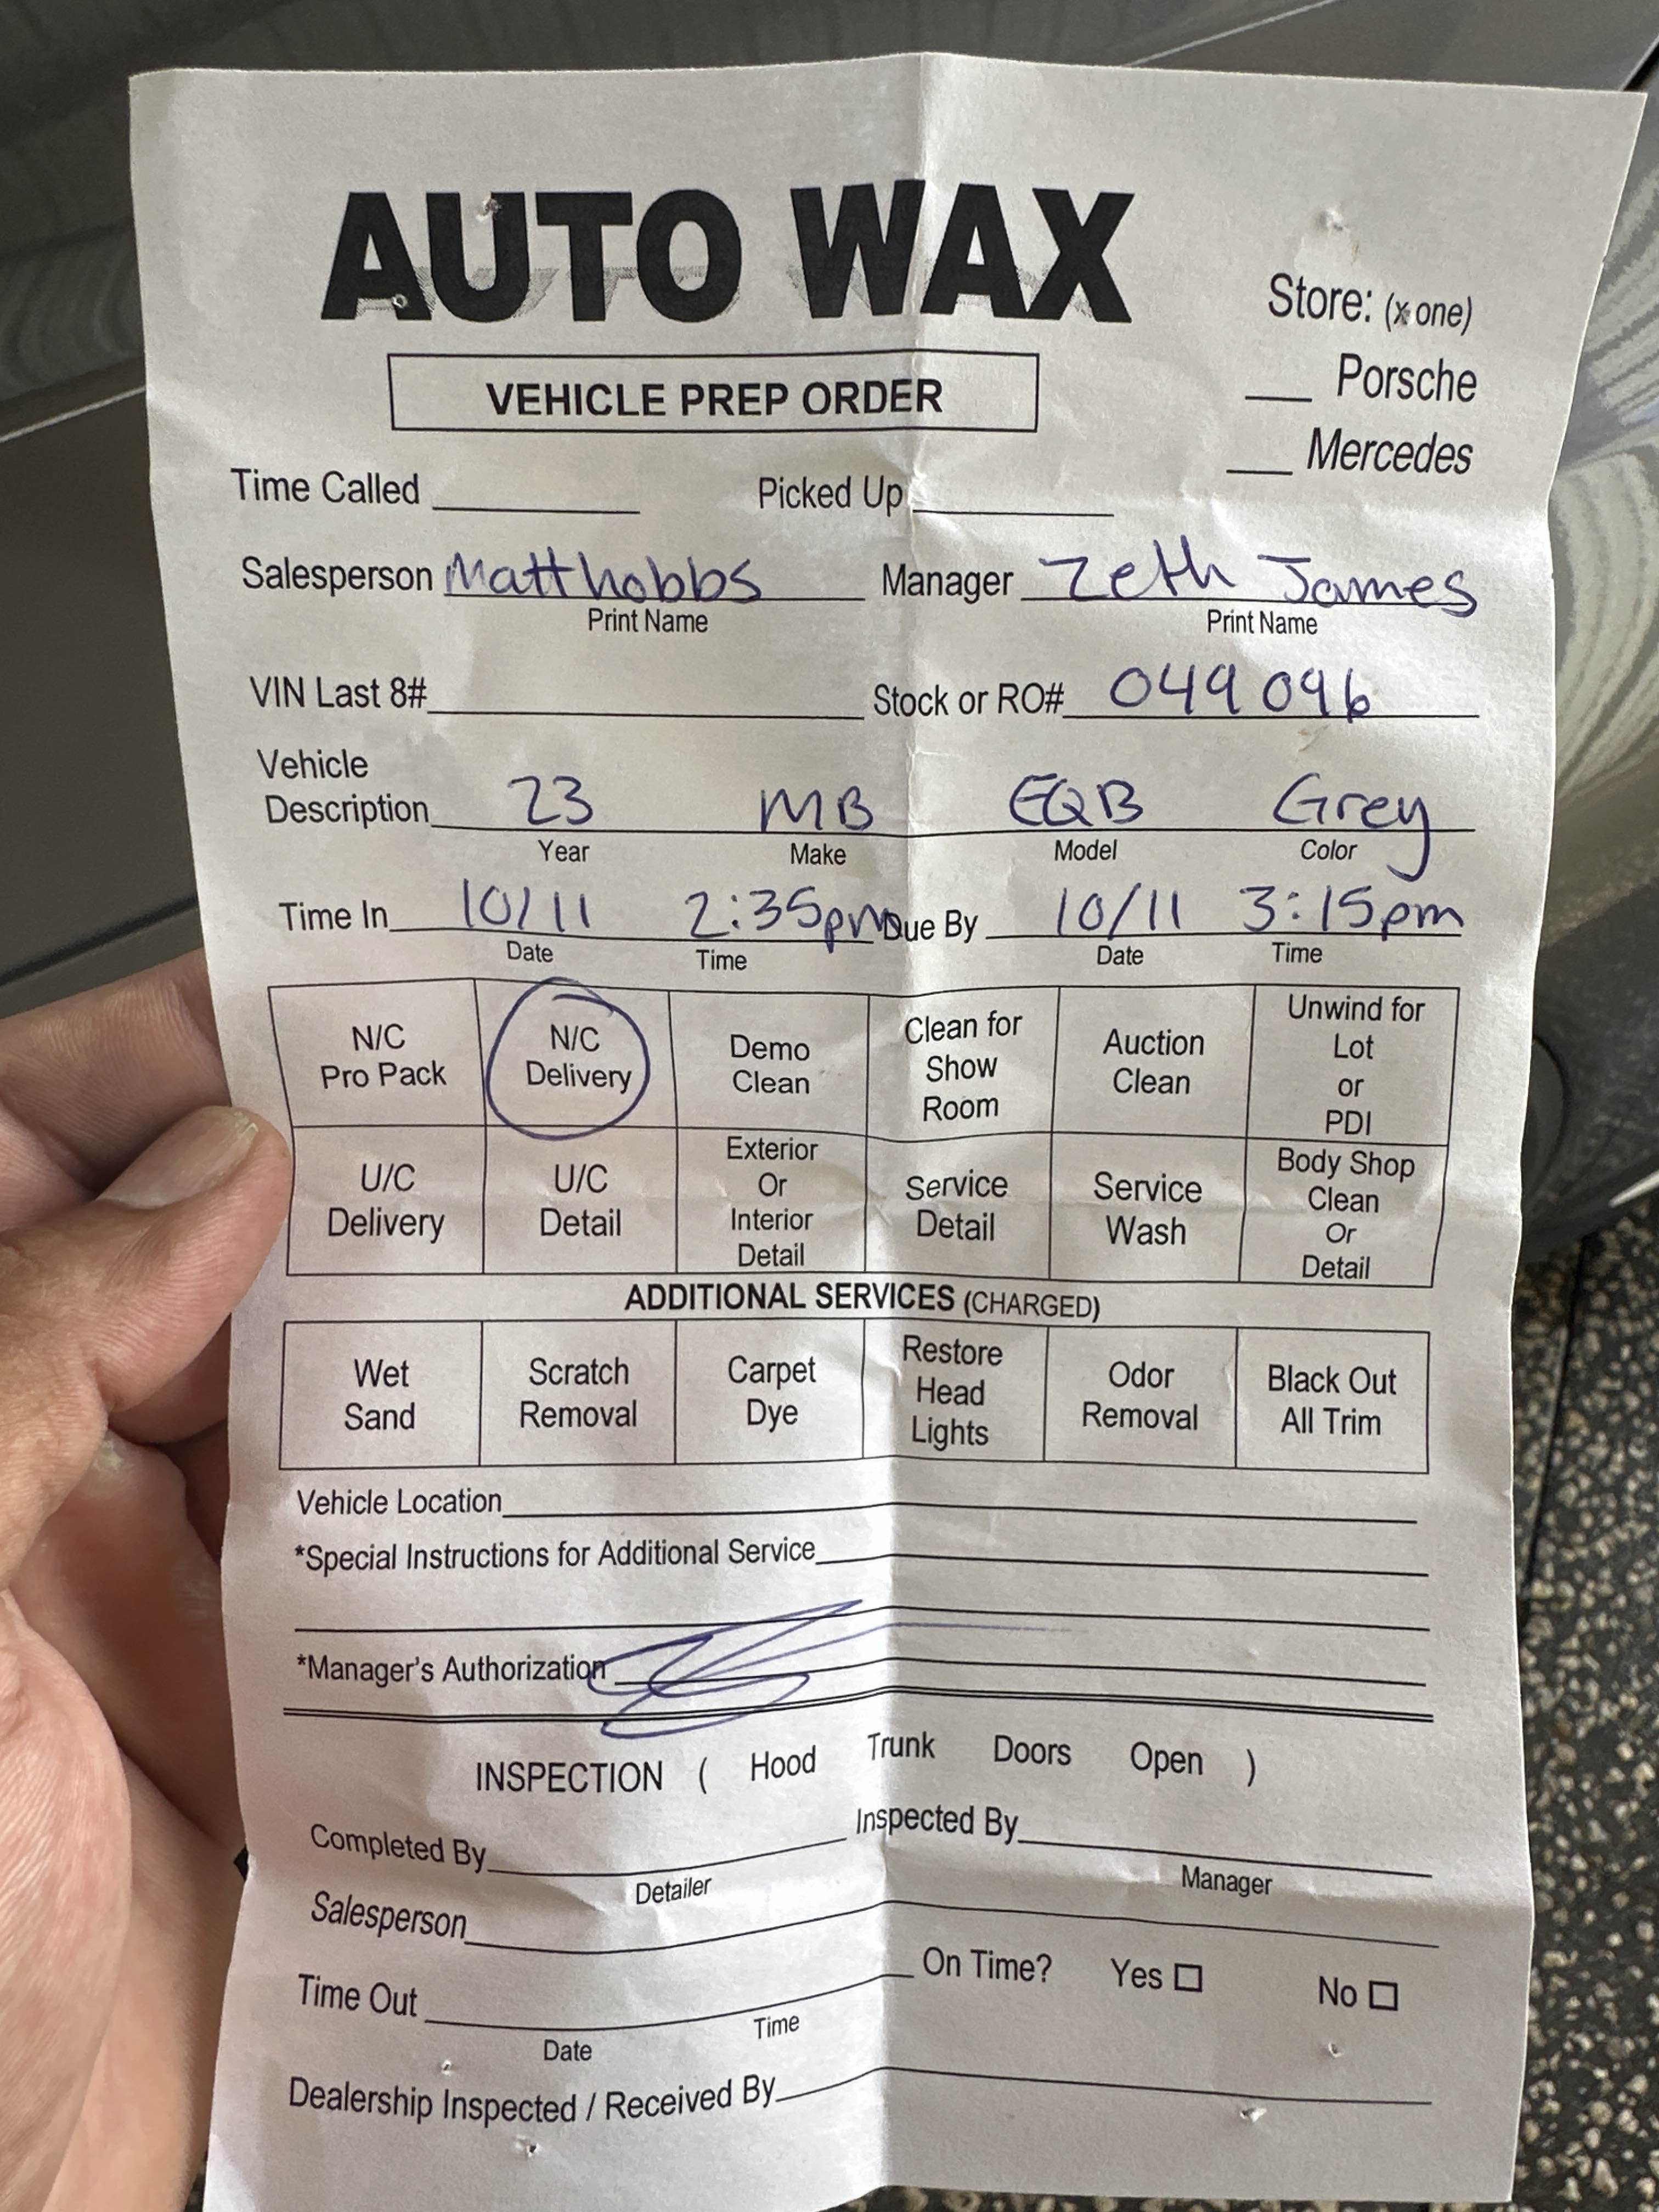 AUTO WAX
Store: (x one)
VEHICLE PREP ORDER
___ Porsche
___ Mercedes
Time Called ___ Picked Up ___
Salesperson Matt hobbs Manager Zeth James
Print Name Print Name
VIN Last 8# ___ Stock or RO# 049096
Vehicle
Description 23 MB EQB Grey
Year Make Model Color
Time In 10/11 2:35pm Due By 10/11 3:15pm
Date Time Date Time
N/C Pro Pack
N/C Delivery
Demo Clean
Clean for Show Room
Auction Clean
Unwind for Lot or PDI
U/C Delivery
U/C Detail
Exterior Or Interior Detail
Service Detail
Service Wash
Body Shop Clean Or Detail
ADDITIONAL SERVICES (CHARGED)
Wet Sand
Scratch Removal
Carpet Dye
Restore Head Lights
Odor Removal
Black Out All Trim
Vehicle Location
*Special Instructions for Additional Service
*Manager's Authorization
INSPECTION ( Hood Trunk Doors Open )
Completed By ___ Inspected By ___
Detailer Manager
Salesperson
On Time? Yes ☐ No ☐
Time Out
Date Time
Dealership Inspected / Received By